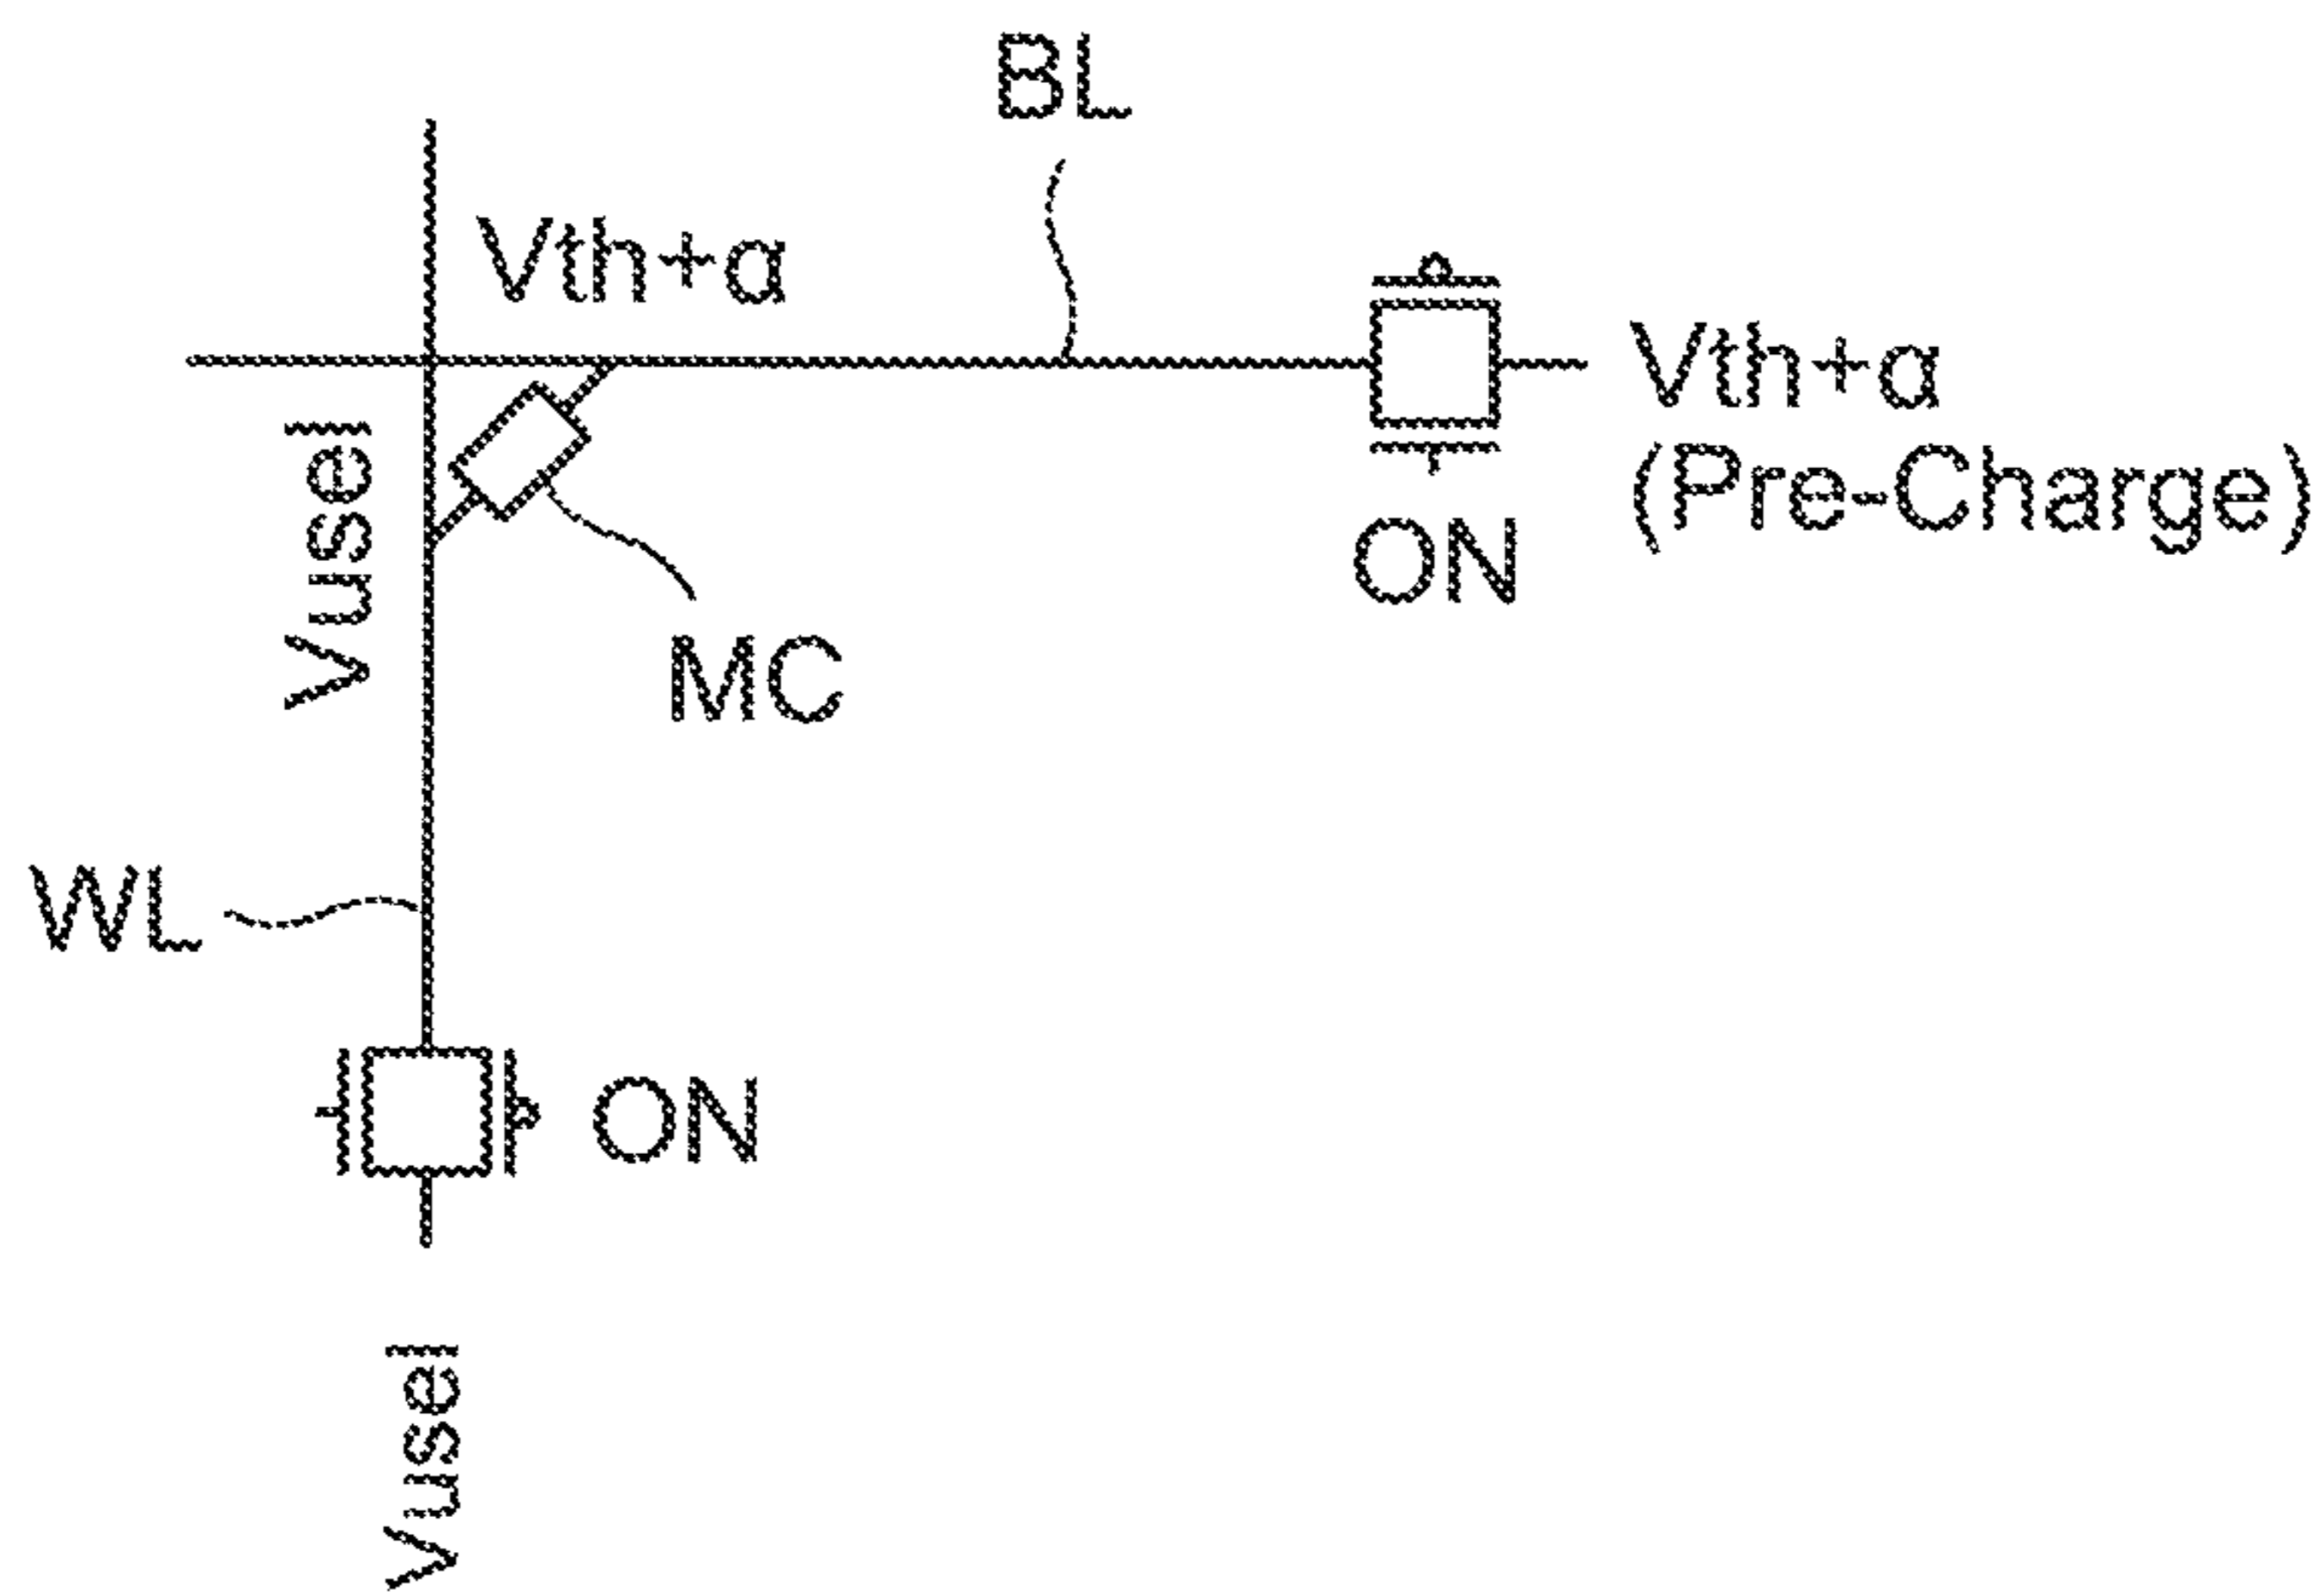 BL
Vth+α
Vth+α
(Pre-Charge)
Vusel
ON
MC
WL
ON
Vusel